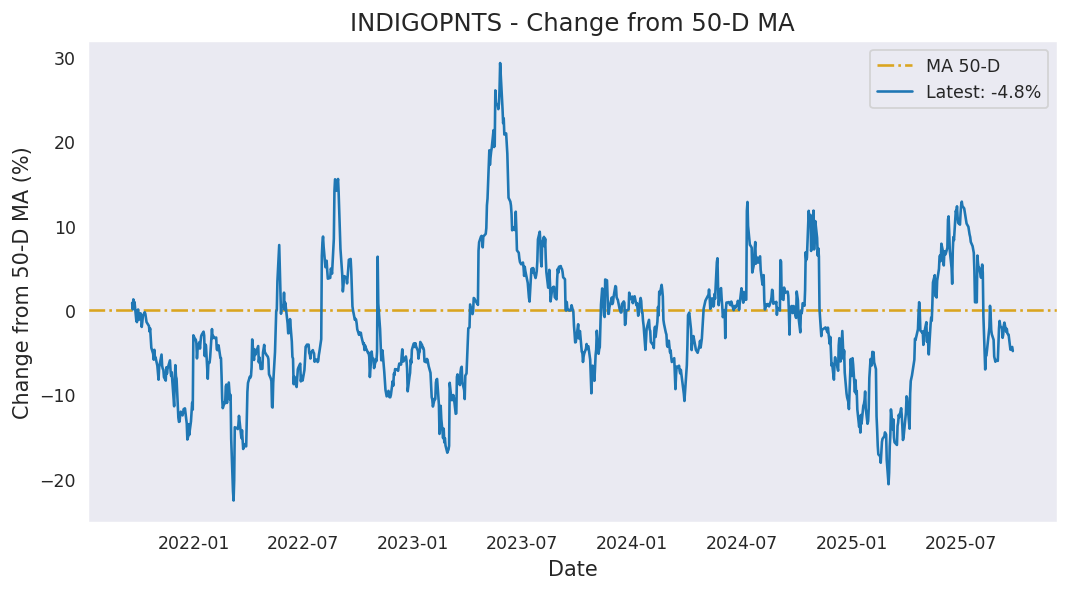 INDIGOPNTS - Change from 50-D MA
MA 50-D
Latest: -4.8%
Change from 50-D MA (%)
30
20
10
0
−10
−20
2022-01
2022-07
2023-01
2023-07
2024-01
2024-07
2025-01
2025-07
Date